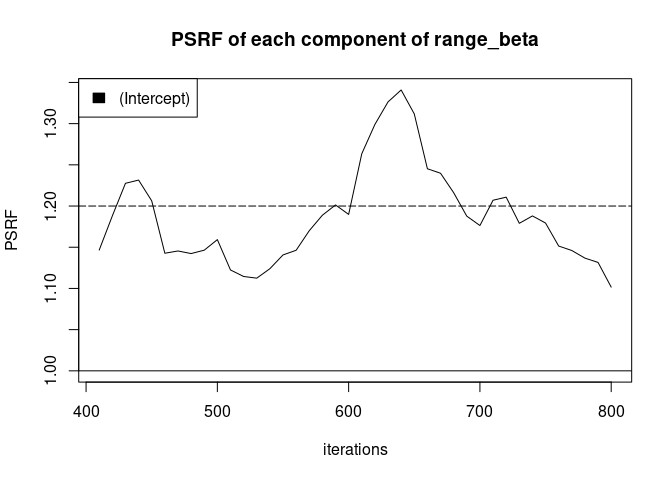 PSRF of each component of range_beta
(Intercept)
PSRF
1.30
1.20
1.10
1.00
400 500 600 700 800
iterations